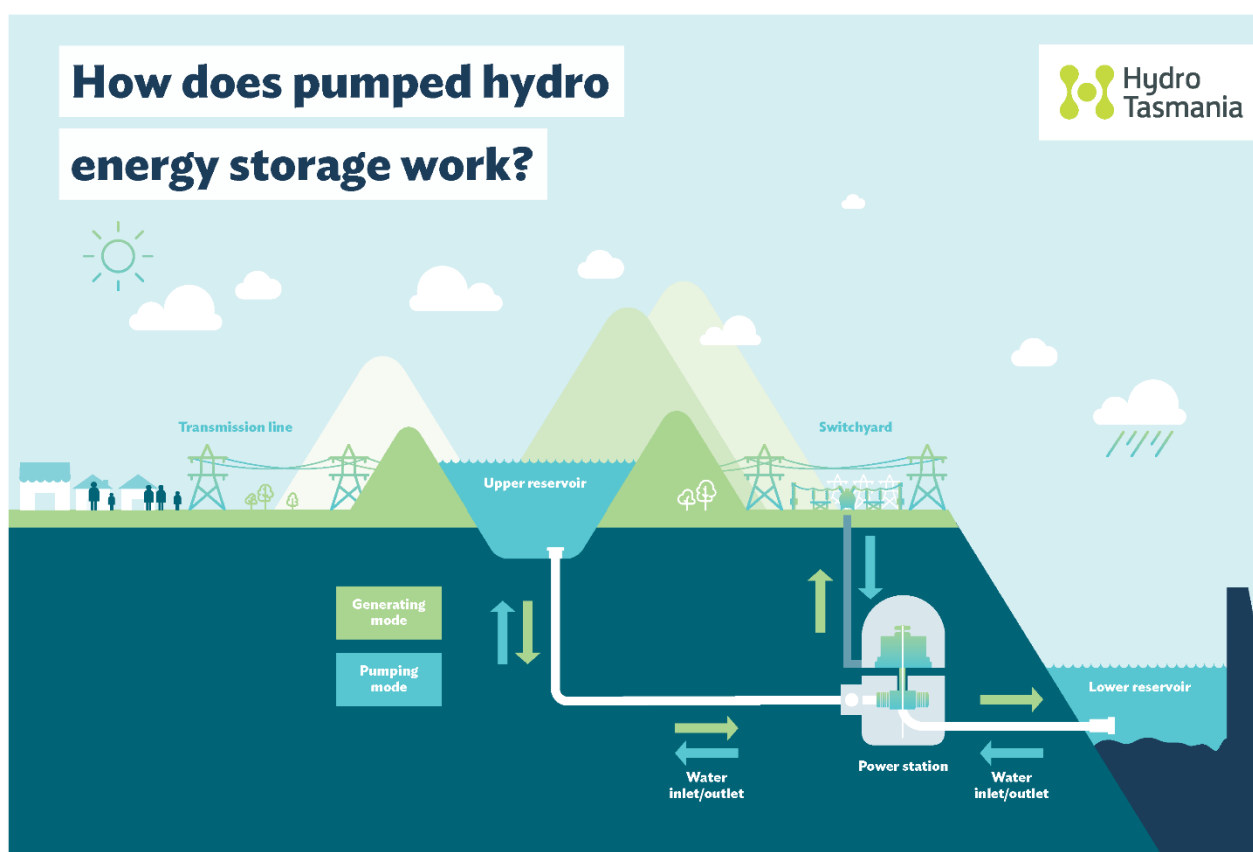 How does pumped hydro
energy storage work?
Hydro
Tasmania
Transmission line
Switchyard
Upper reservoir
Generating
mode
Pumping
mode
Lower reservoir
Power station
Water
inlet/outlet
Water
inlet/outlet